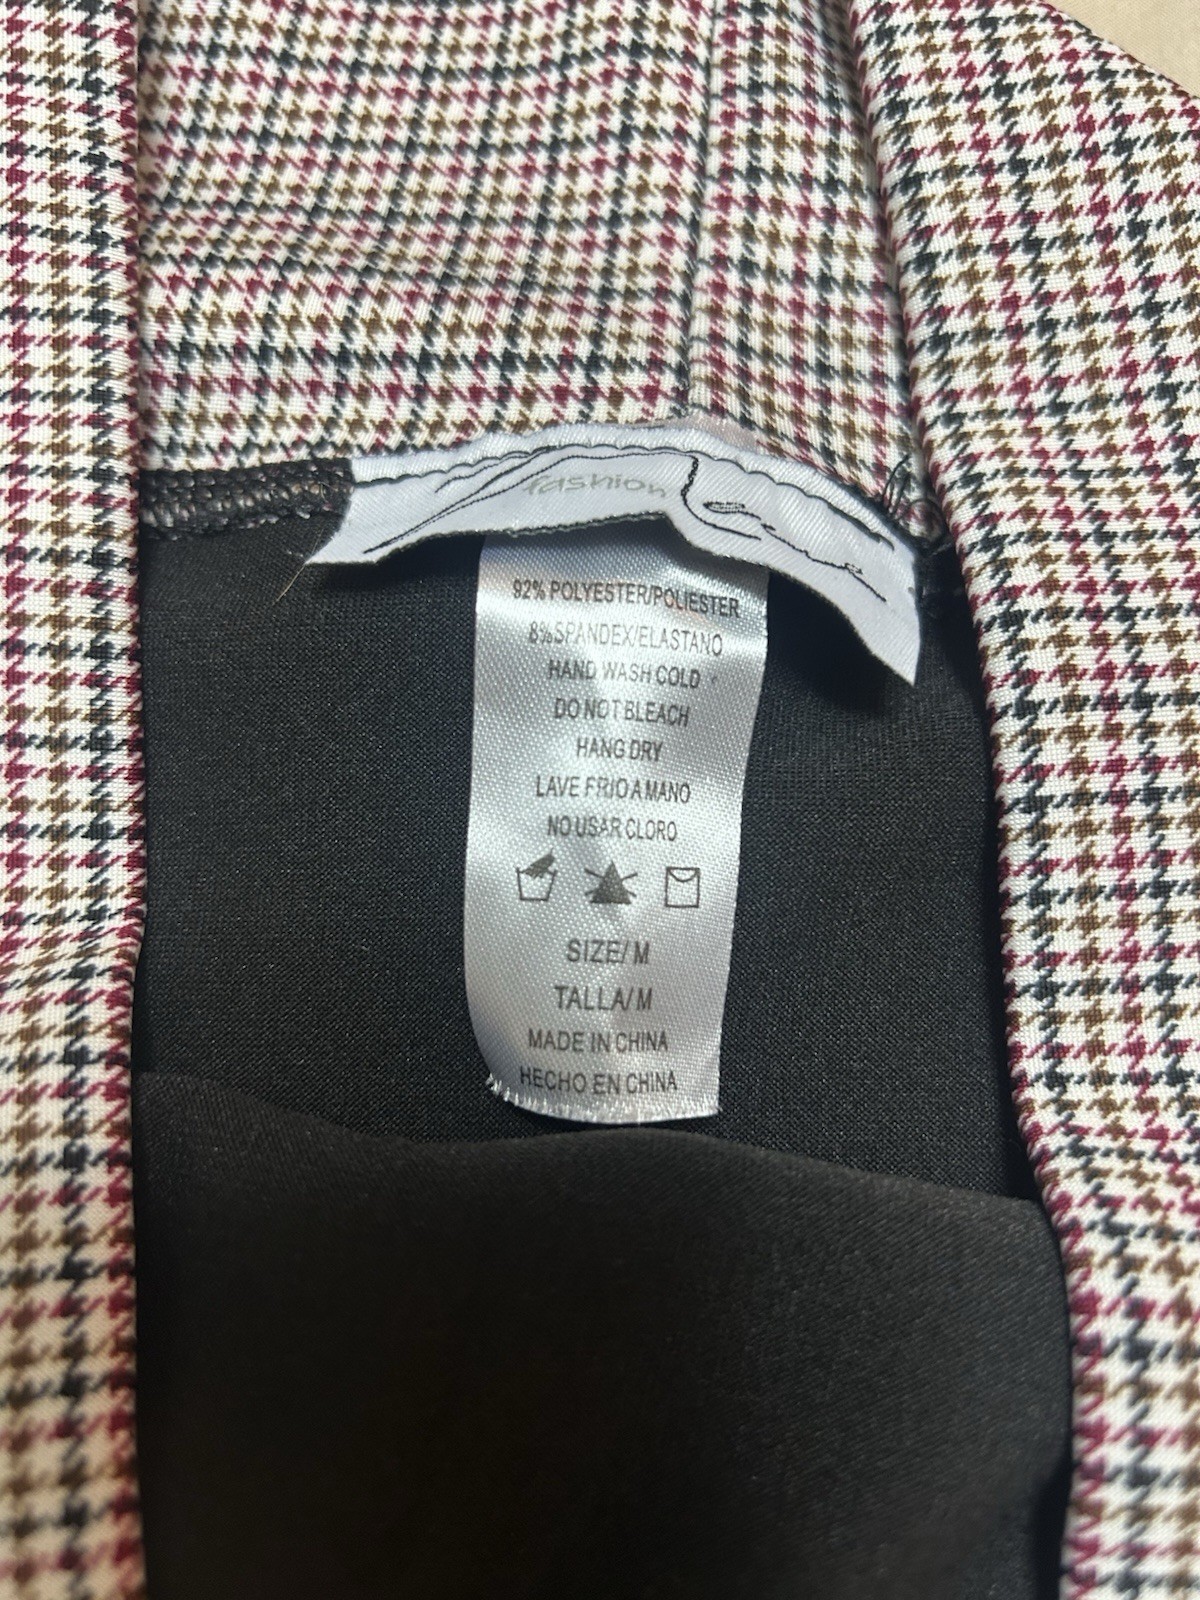 fashion
92% POLYESTER/POLIESTER
8%SPANDEX/ELASTANO
HAND WASH COLD
DO NOT BLEACH
HANG DRY
LAVE FRIO A MANO
NO USAR CLORO
SIZE/ M
TALLA/ M
MADE IN CHINA
HECHO EN CHINA